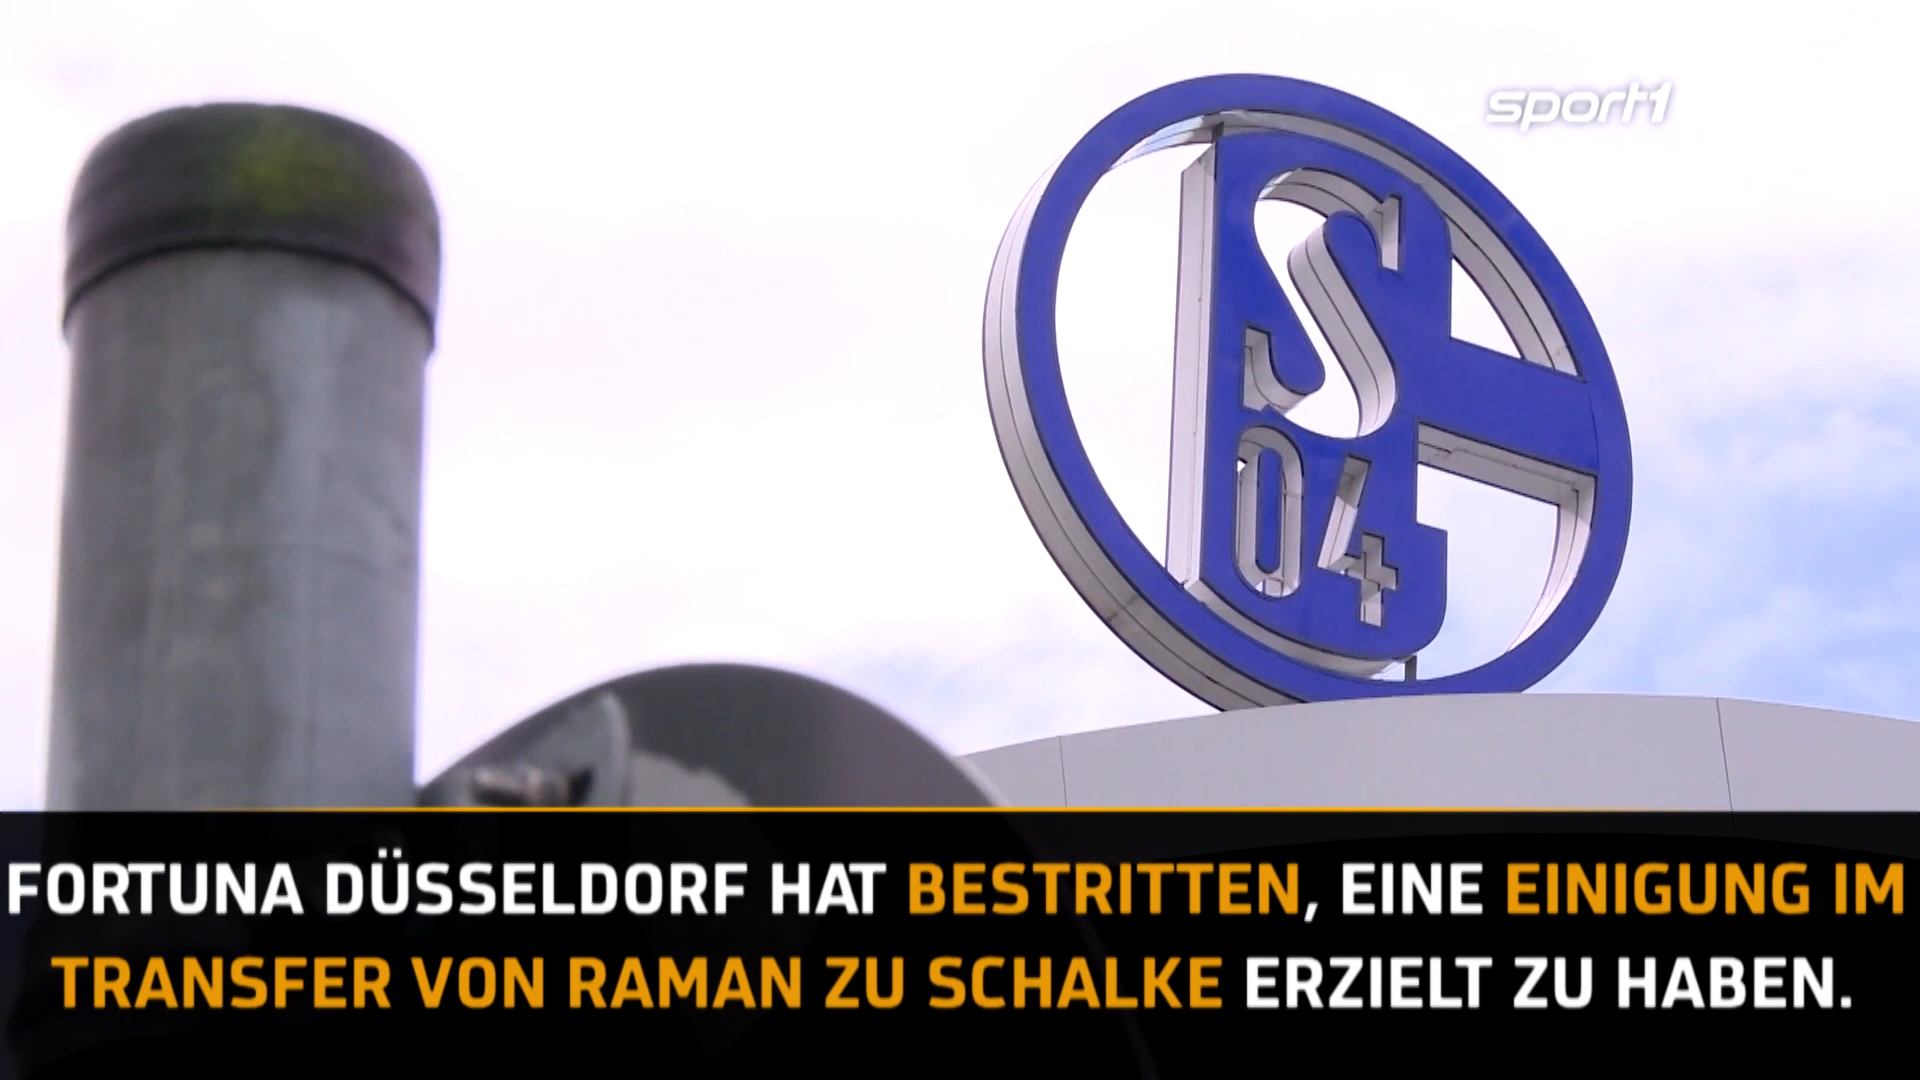 sport1
S
04
FORTUNA DÜSSELDORF HAT BESTRITTEN, EINE EINIGUNG IM
TRANSFER VON RAMAN ZU SCHALKE ERZIELT ZU HABEN.